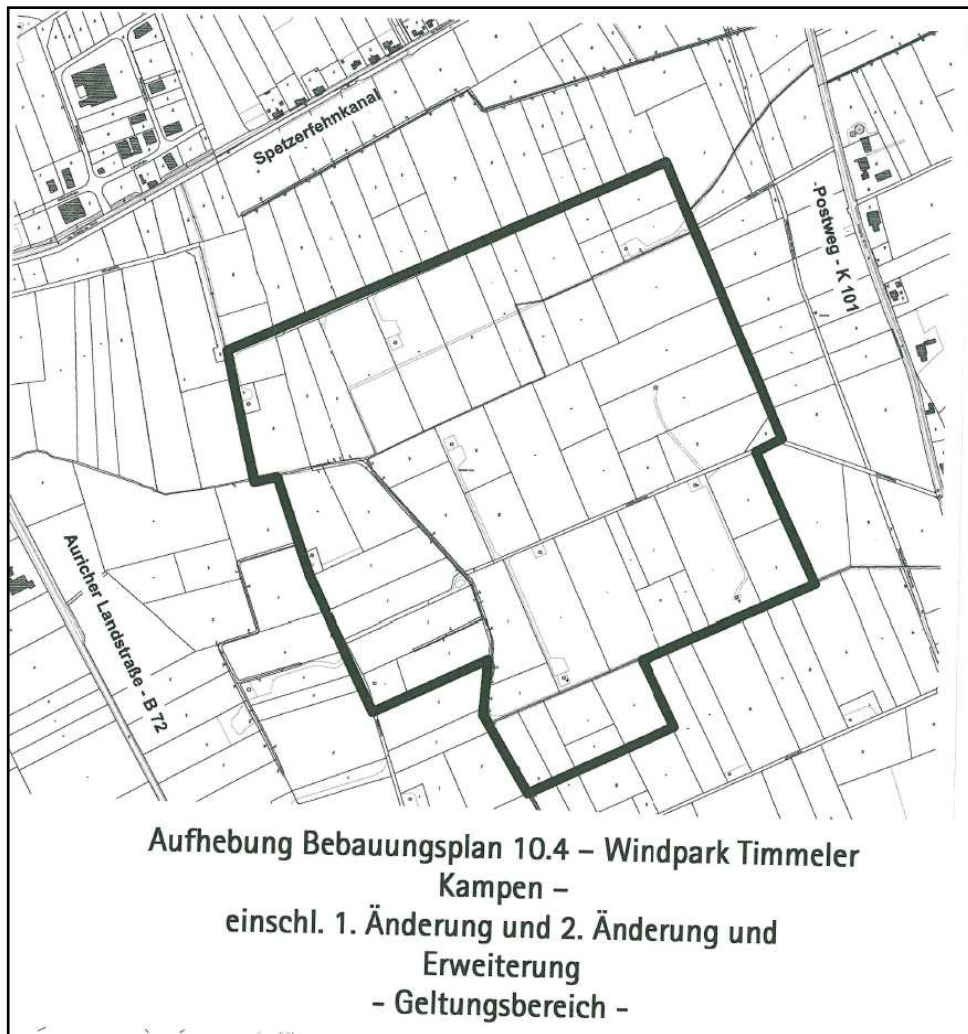 Spetzerfehnkanal
Postweg - K 101
Auricher Landstraße - B 72
Aufhebung Bebauungsplan 10.4 – Windpark Timmeler
Kampen –
einschl. 1. Änderung und 2. Änderung und
Erweiterung
- Geltungsbereich -